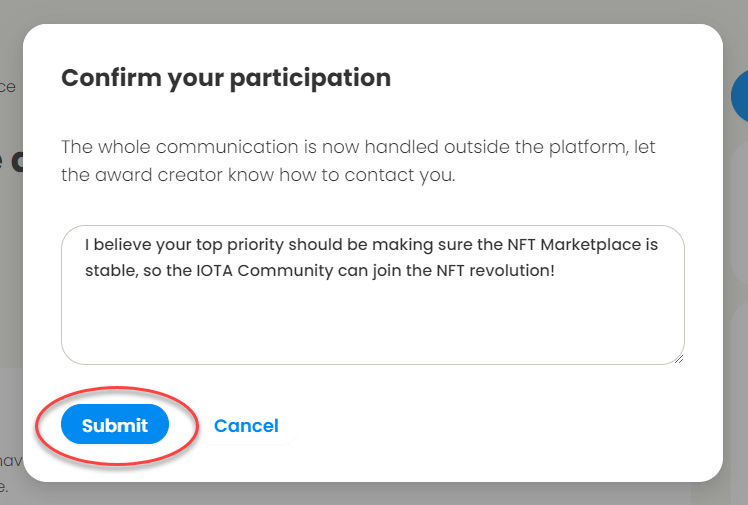 Confirm your participation
The whole communication is now handled outside the platform, let
the award creator know how to contact you.
I believe your top priority should be making sure the NFT Marketplace is
stable, so the IOTA Community can join the NFT revolution!
Submit
Cancel